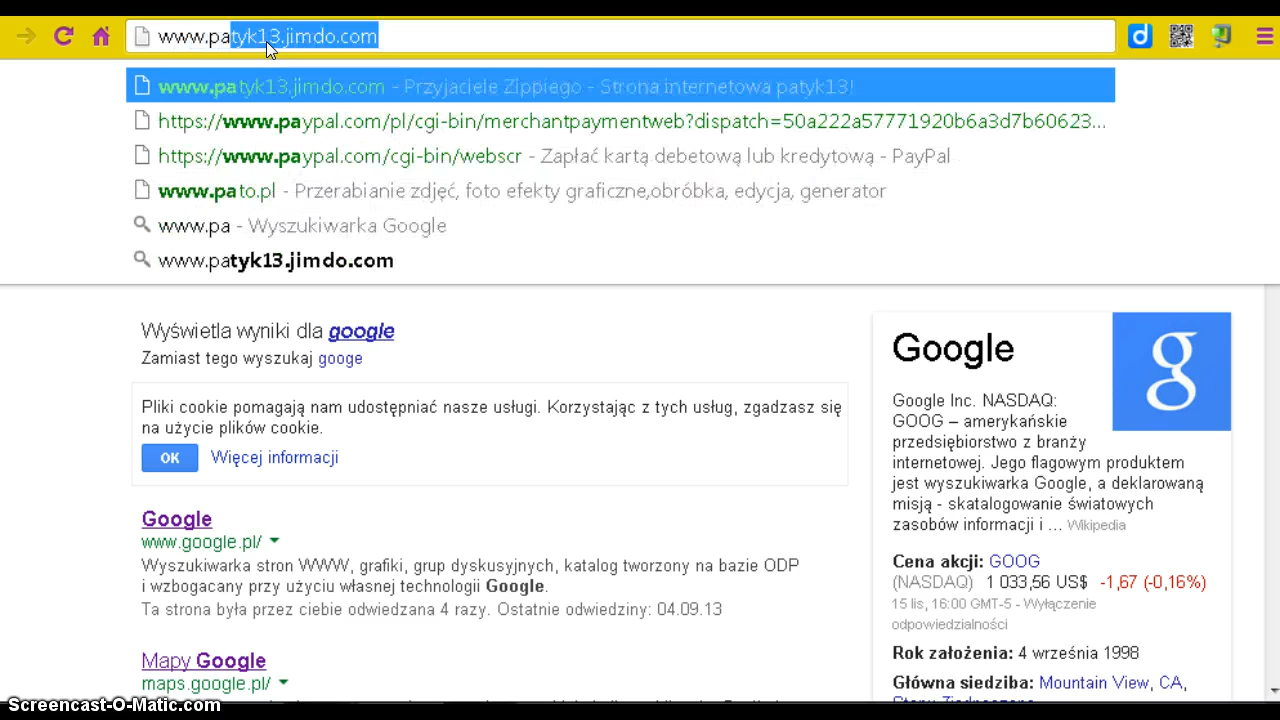 www.patyk13.jimdo.com
www.patyk13.jimdo.com - Przyjaciele Zippiego - Strona internetowa patyk13!
https://www.paypal.com/pl/cgi-bin/merchantpaymentweb?dispatch=50a222a57771920b6a3d7b60623...
https://www.paypal.com/cgi-bin/webscr - Zapłać kartą debetową lub kredytową - PayPal
www.pato.pl - Przerabianie zdjęć, foto efekty graficzne,obróbka, edycja, generator
www.pa - Wyszukiwarka Google
www.patyk13.jimdo.com
Wyświetla wyniki dla google
Zamiast tego wyszukaj googe
Pliki cookie pomagają nam udostępniać nasze usługi. Korzystając z tych usług, zgadzasz się
na użycie plików cookie.
OK Więcej informacji
Google
www.google.pl/
Wyszukiwarka stron WWW, grafiki, grup dyskusyjnych, katalog tworzony na bazie ODP
i wzbogacany przy użyciu własnej technologii Google.
Ta strona była przez ciebie odwiedzana 4 razy. Ostatnie odwiedziny: 04.09.13
Mapy Google
maps.google.pl/
Google
g
Google Inc. NASDAQ:
GOOG – amerykańskie
przedsiębiorstwo z branży
internetowej. Jego flagowym produktem
jest wyszukiwarka Google, a deklarowaną
misją - skatalogowanie światowych
zasobów informacji i ... Wikipedia
Cena akcji: GOOG
(NASDAQ) 1 033,56 US$ -1,67 (-0,16%)
15 lis, 16:00 GMT-5 - Wyłączenie
odpowiedzialności
Rok założenia: 4 września 1998
Główna siedziba: Mountain View, CA,
Screencast-O-Matic.com